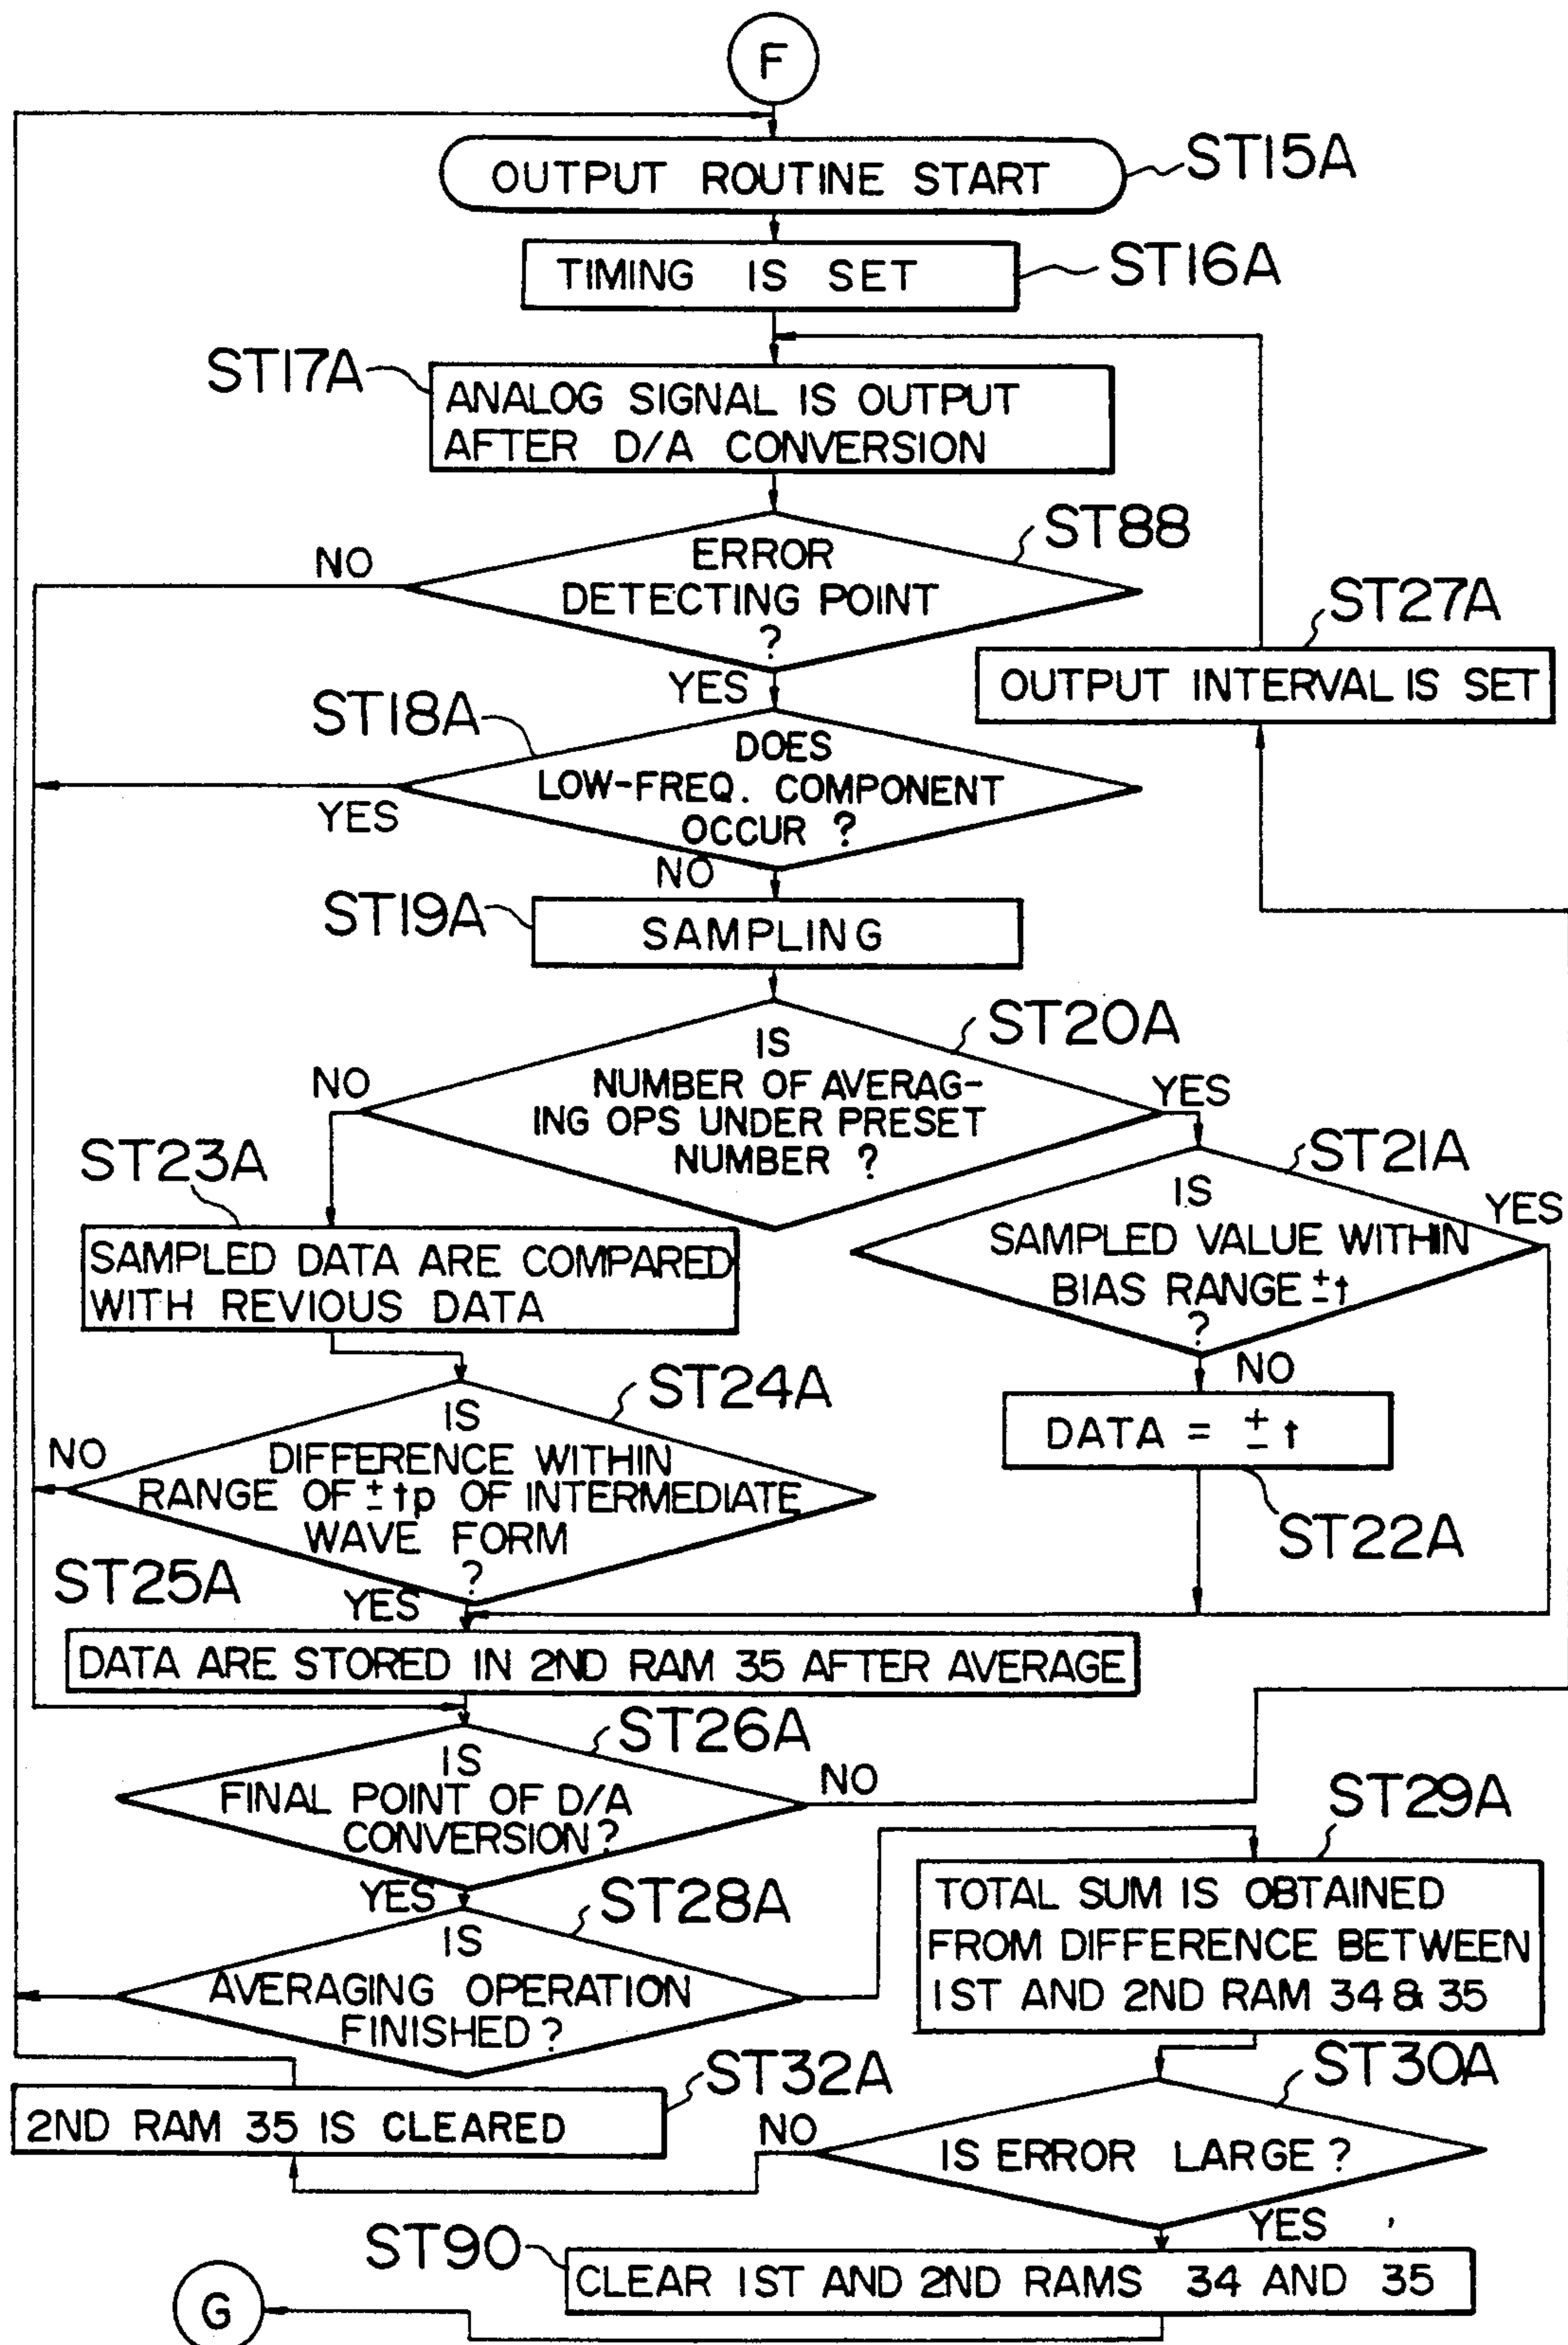 F
OUTPUT ROUTINE START
ST15A
TIMING IS SET
ST16A
ST17A
ANALOG SIGNAL IS OUTPUT
AFTER D/A CONVERSION
ST88
NO
ERROR
DETECTING POINT
?
YES
ST27A
OUTPUT INTERVAL IS SET
ST18A
DOES
LOW-FREQ. COMPONENT
OCCUR ?
YES
NO
ST19A
SAMPLING
ST20A
IS
NUMBER OF AVERAG-
ING OPS UNDER PRESET
NUMBER ?
NO
YES
ST23A
SAMPLED DATA ARE COMPARED
WITH REVIOUS DATA
ST21A
IS
SAMPLED VALUE WITHIN
BIAS RANGE ±t
?
YES
NO
DATA = ±t
ST22A
ST24A
IS
DIFFERENCE WITHIN
RANGE OF ±tp OF INTERMEDIATE
WAVE FORM
?
NO
YES
ST25A
DATA ARE STORED IN 2ND RAM 35 AFTER AVERAGE
ST26A
IS
FINAL POINT OF D/A
CONVERSION?
NO
YES
ST28A
IS
AVERAGING OPERATION
FINISHED?
ST29A
TOTAL SUM IS OBTAINED
FROM DIFFERENCE BETWEEN
1ST AND 2ND RAM 34 & 35
ST32A
2ND RAM 35 IS CLEARED
ST30A
IS ERROR LARGE?
NO
YES
ST90
CLEAR 1ST AND 2ND RAMS 34 AND 35
G